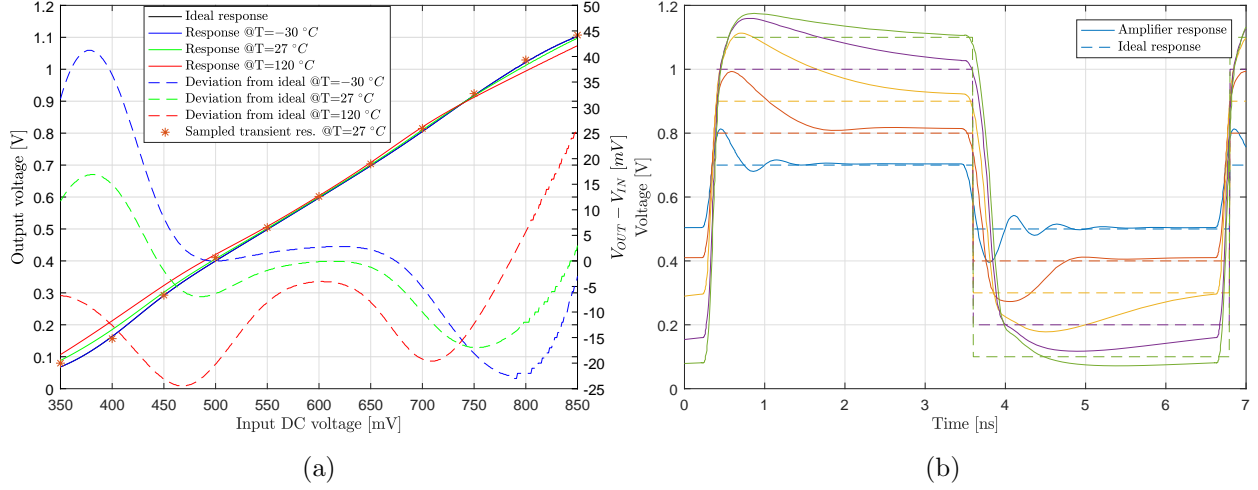 Ideal response
Response @T=−30 °C
Response @T=27 °C
Response @T=120 °C
Deviation from ideal @T=−30 °C
Deviation from ideal @T=27 °C
Deviation from ideal @T=120 °C
Sampled transient res. @T=27 °C
Output voltage [V]
1.2
1.1
1
0.9
0.8
0.7
0.6
0.5
0.4
0.3
0.2
0.1
0
350 400 450 500 550 600 650 700 750 800 850
Input DC voltage [mV]
50
45
40
35
30
25
20
15
10
5
0
-5
-10
-15
-20
-25
V_OUT − V_IN [mV]
(a)
Amplifier response
Ideal response
Voltage [V]
1.2
1
0.8
0.6
0.4
0.2
0
0 1 2 3 4 5 6 7
Time [ns]
(b)